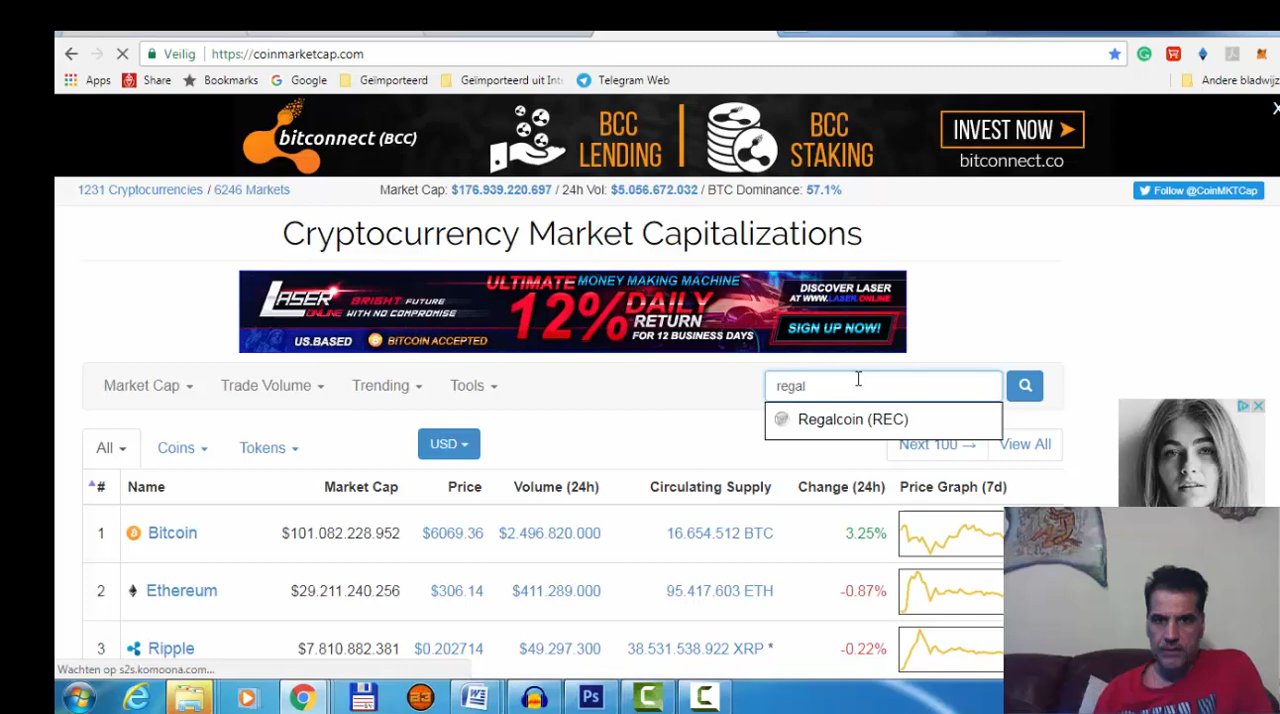 Veilig https://coinmarketcap.com
Apps Share Bookmarks Google Geïmporteerd Geïmporteerd uit Int Telegram Web Andere bladwijz
bitconnect (BCC)
BCC LENDING
BCC STAKING
INVEST NOW
bitconnect.co
1231 Cryptocurrencies / 6246 Markets Market Cap: $176.939.220.697 / 24h Vol: $5.056.672.032 / BTC Dominance: 57.1% Follow @CoinMKTCap
Cryptocurrency Market Capitalizations
LASER ONLINE
BRIGHT FUTURE
WITH NO COMPROMISE
US.BASED BITCOIN ACCEPTED
ULTIMATE MONEY MAKING MACHINE
12% DAILY RETURN
FOR 12 BUSINESS DAYS
DISCOVER LASER
AT WWW.LASER.ONLINE
SIGN UP NOW!
Market Cap Trade Volume Trending Tools regal
Regalcoin (REC)
All Coins Tokens USD Next 100 → View All
# Name Market Cap Price Volume (24h) Circulating Supply Change (24h) Price Graph (7d)
1 Bitcoin $101.082.228.952 $6069.36 $2.496.820.000 16.654.512 BTC 3.25%
2 Ethereum $29.211.240.256 $306.14 $411.289.000 95.417.603 ETH -0.87%
3 Ripple $7.810.882.381 $0.202714 $49.297.300 38.531.538.922 XRP * -0.22%
Wachten op s2s.komoona.com...
Ps